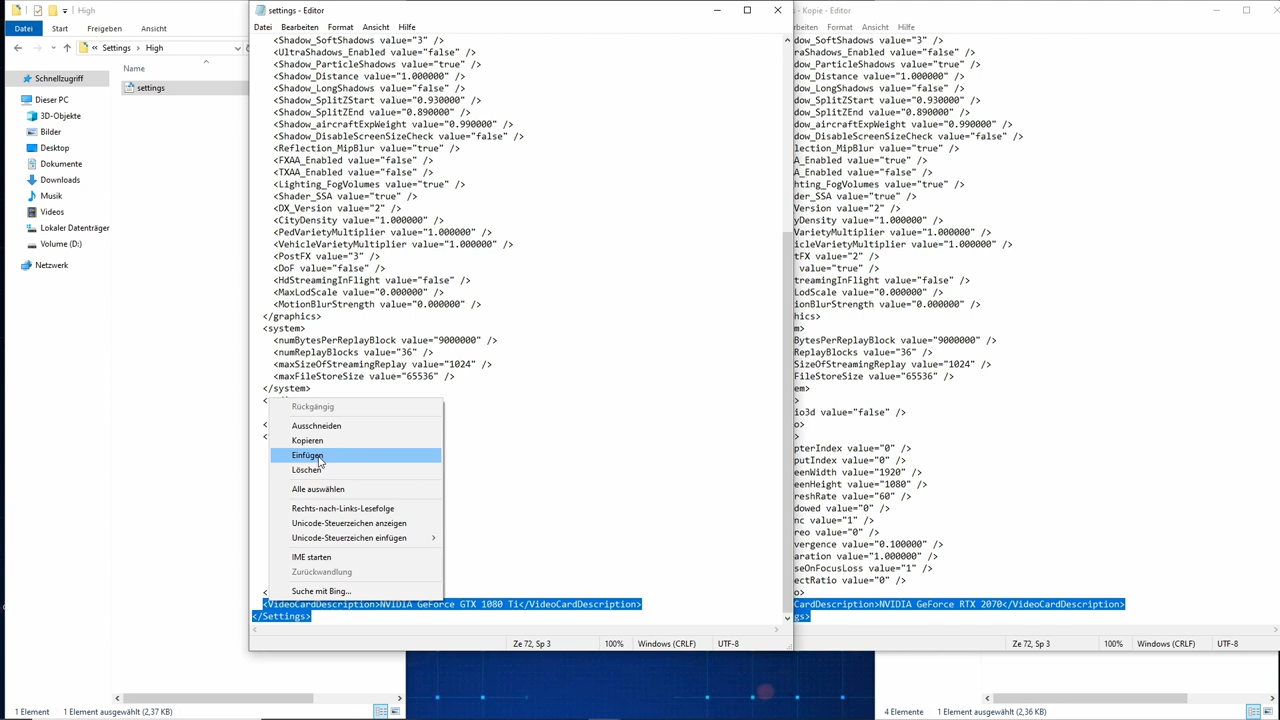 High
settings - Editor
- Kopie - Editor
Datei
Start
Freigeben
Ansicht
Datei
Bearbeiten
Format
Ansicht
Hilfe
Format
Ansicht
Hilfe
Settings
High
Name
settings
Schnellzugriff
Dieser PC
3D-Objekte
Bilder
Desktop
Dokumente
Downloads
Musik
Videos
Lokaler Datenträger
Volume (D:)
Netzwerk
<Shadow_SoftShadows value="3" />
<UltraShadows_Enabled value="false" />
<Shadow_ParticleShadows value="true" />
<Shadow_Distance value="1.000000" />
<Shadow_LongShadows value="false" />
<Shadow_SplitZStart value="0.930000" />
<Shadow_SplitZEnd value="0.890000" />
<Shadow_aircraftExpWeight value="0.990000" />
<Shadow_DisableScreenSizeCheck value="false" />
<Reflection_MipBlur value="true" />
<FXAA_Enabled value="false" />
<TXAA_Enabled value="false" />
<Lighting_FogVolumes value="true" />
<Shader_SSA value="true" />
<DX_Version value="2" />
<CityDensity value="1.000000" />
<PedVarietyMultiplier value="1.000000" />
<VehicleVarietyMultiplier value="1.000000" />
<PostFX value="3" />
<DoF value="false" />
<HdStreamingInFlight value="false" />
<MaxLodScale value="0.000000" />
<MotionBlurStrength value="0.000000" />
</graphics>
<system>
<numBytesPerReplayBlock value="9000000" />
<numReplayBlocks value="36" />
<maxSizeOfStreamingReplay value="1024" />
<maxFileStoreSize value="65536" />
</system>
Rückgängig
Ausschneiden
Kopieren
Einfügen
Löschen
Alle auswählen
Rechts-nach-Links-Lesefolge
Unicode-Steuerzeichen anzeigen
Unicode-Steuerzeichen einfügen
IME starten
Zurückwandlung
Suche mit Bing...
<VideoCardDescription>NVIDIA GeForce GTX 1080 Ti</VideoCardDescription>
</Settings>
Ze 72, Sp 3
100%
Windows (CRLF)
UTF-8
dow_SoftShadows value="3" />
raShadows_Enabled value="false" />
dow_ParticleShadows value="true" />
dow_Distance value="1.000000" />
dow_LongShadows value="false" />
dow_SplitZStart value="0.930000" />
dow_SplitZEnd value="0.890000" />
dow_aircraftExpWeight value="0.990000" />
dow_DisableScreenSizeCheck value="false" />
lection_MipBlur value="true" />
A_Enabled value="true" />
A_Enabled value="false" />
hting_FogVolumes value="true" />
der_SSA value="true" />
Version value="2" />
yDensity value="1.000000" />
VarietyMultiplier value="1.000000" />
icleVarietyMultiplier value="1.000000" />
tFX value="2" />
value="true" />
treamingInFlight value="false" />
LodScale value="0.000000" />
ionBlurStrength value="0.000000" />
hics>
m>
BytesPerReplayBlock value="9000000" />
ReplayBlocks value="36" />
SizeOfStreamingReplay value="1024" />
FileStoreSize value="65536" />
em>
>
io3d value="false" />
o>
>
pterIndex value="0" />
putIndex value="0" />
eenWidth value="1920" />
eenHeight value="1080" />
reshRate value="60" />
dowed value="0" />
nc value="1" />
reo value="0" />
vergence value="0.100000" />
aration value="1.000000" />
seOnFocusLoss value="1" />
ectRatio value="0" />
o>
CardDescription>NVIDIA GeForce RTX 2070</VideoCardDescription>
gs>
Ze 72, Sp 3
100%
Windows (CRLF)
UTF-8
1 Element
1 Element ausgewählt (2,37 KB)
4 Elemente
1 Element ausgewählt (2,36 KB)